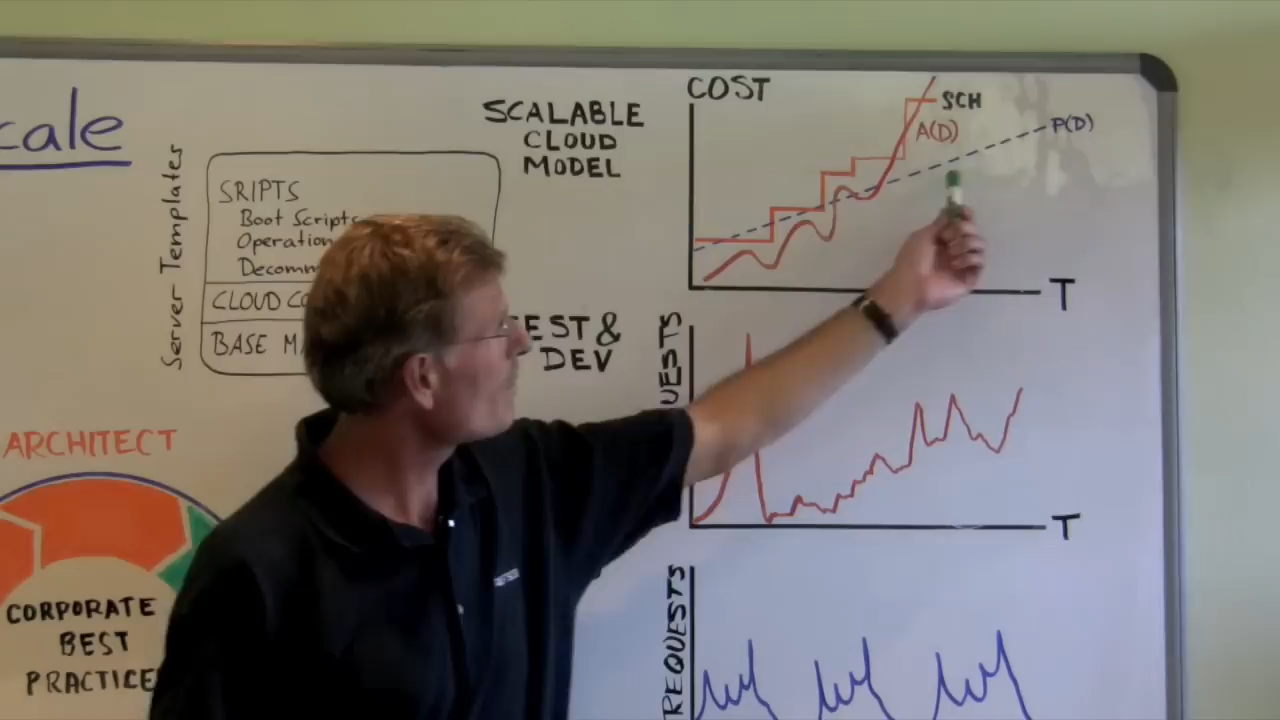 cale
Server Templates
SRIPTS
Boot Scripts
Operation
Decomm
CLOUD CO
BASE M
ARCHITECT
CORPORATE
BEST
PRACTICE
SCALABLE
CLOUD
MODEL
COST
SCH
A(D)
P(D)
T
EST &
DEV
UESTS
T
REQUESTS